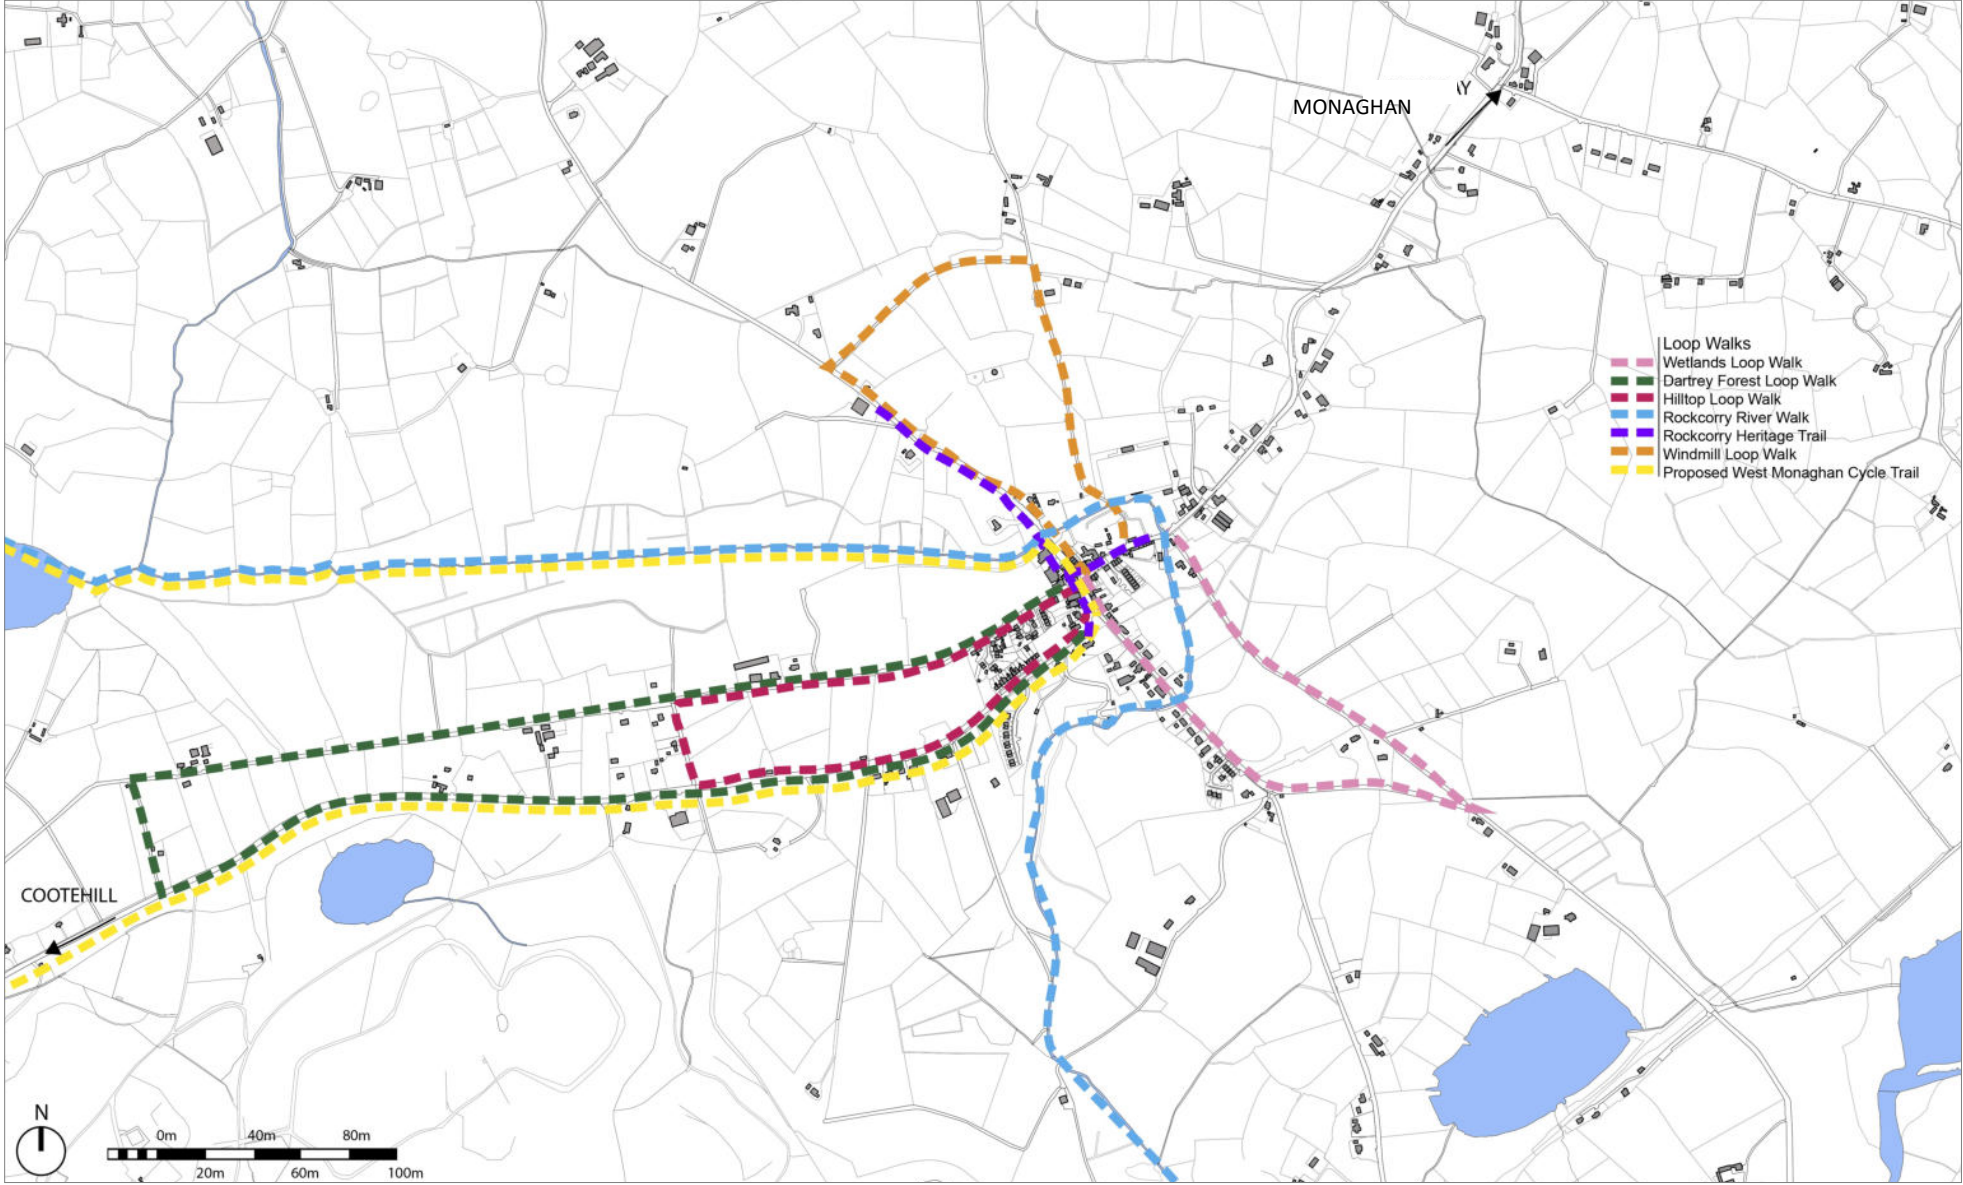 MONAGHAN
AY
Loop Walks
Wetlands Loop Walk
Dartrey Forest Loop Walk
Hilltop Loop Walk
Rockcorry River Walk
Rockcorry Heritage Trail
Windmill Loop Walk
Proposed West Monaghan Cycle Trail
COOTEHILL
N
0m 40m 80m
20m 60m 100m